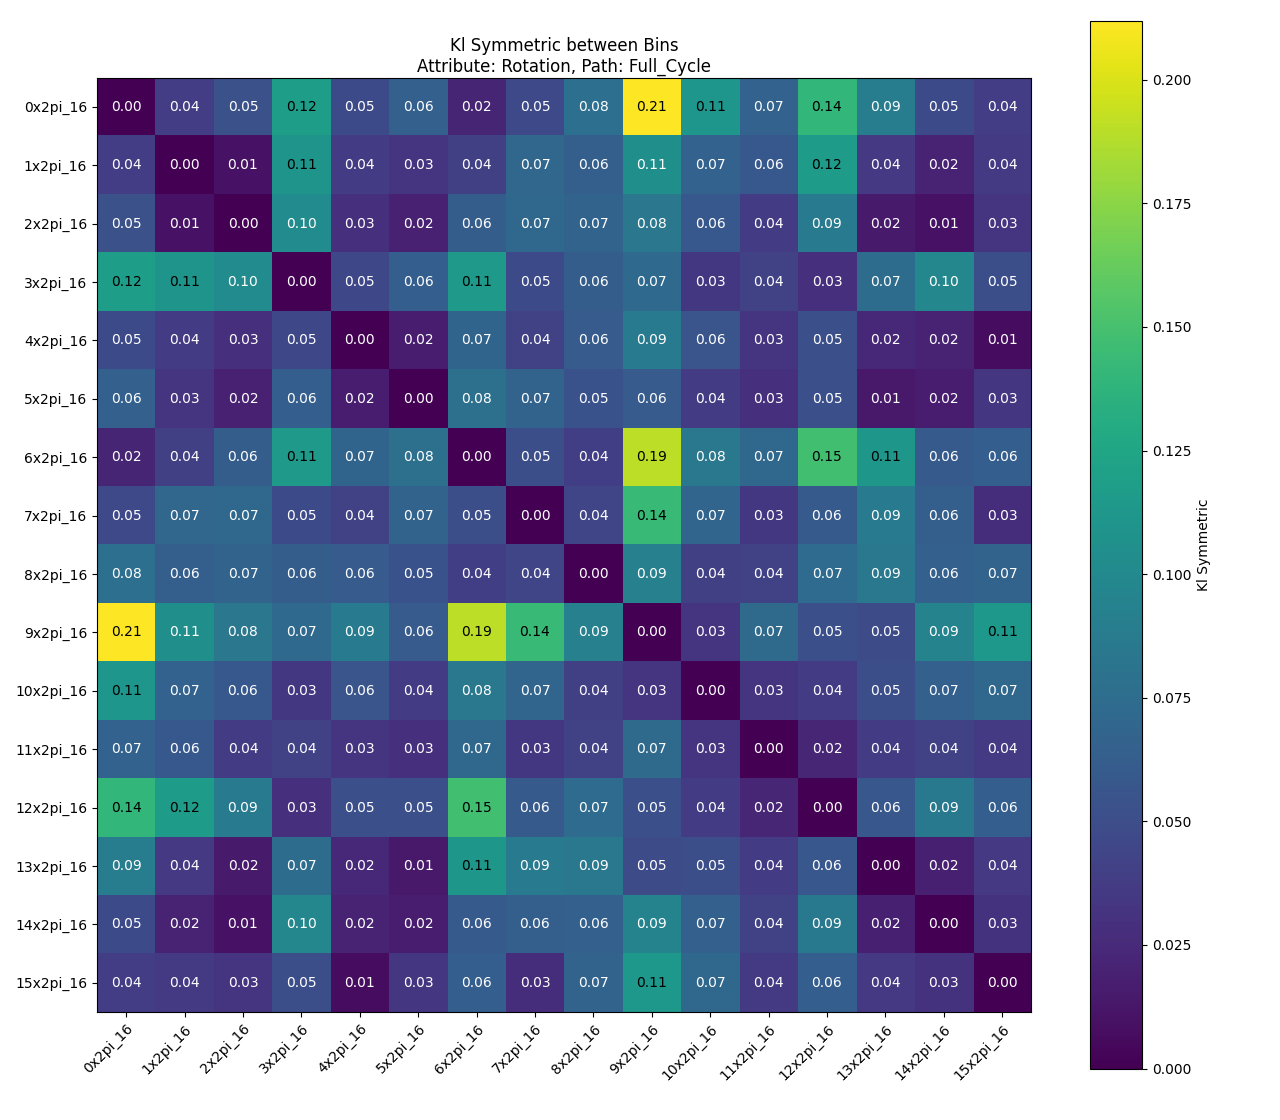 Kl Symmetric between Bins
Attribute: Rotation, Path: Full_Cycle
0x2pi_16 0.00 0.04 0.05 0.12 0.05 0.06 0.02 0.05 0.08 0.21 0.11 0.07 0.14 0.09 0.05 0.04
1x2pi_16 0.04 0.00 0.01 0.11 0.04 0.03 0.04 0.07 0.06 0.11 0.07 0.06 0.12 0.04 0.02 0.04
2x2pi_16 0.05 0.01 0.00 0.10 0.03 0.02 0.06 0.07 0.07 0.08 0.06 0.04 0.09 0.02 0.01 0.03
3x2pi_16 0.12 0.11 0.10 0.00 0.05 0.06 0.11 0.05 0.06 0.07 0.03 0.04 0.03 0.07 0.10 0.05
4x2pi_16 0.05 0.04 0.03 0.05 0.00 0.02 0.07 0.04 0.06 0.09 0.06 0.03 0.05 0.02 0.02 0.01
5x2pi_16 0.06 0.03 0.02 0.06 0.02 0.00 0.08 0.07 0.05 0.06 0.04 0.03 0.05 0.01 0.02 0.03
6x2pi_16 0.02 0.04 0.06 0.11 0.07 0.08 0.00 0.05 0.04 0.19 0.08 0.07 0.15 0.11 0.06 0.06
7x2pi_16 0.05 0.07 0.07 0.05 0.04 0.07 0.05 0.00 0.04 0.14 0.07 0.03 0.06 0.09 0.06 0.03
8x2pi_16 0.08 0.06 0.07 0.06 0.06 0.05 0.04 0.04 0.00 0.09 0.04 0.04 0.07 0.09 0.06 0.07
9x2pi_16 0.21 0.11 0.08 0.07 0.09 0.06 0.19 0.14 0.09 0.00 0.03 0.07 0.05 0.05 0.09 0.11
10x2pi_16 0.11 0.07 0.06 0.03 0.06 0.04 0.08 0.07 0.04 0.03 0.00 0.03 0.04 0.05 0.07 0.07
11x2pi_16 0.07 0.06 0.04 0.04 0.03 0.03 0.07 0.03 0.04 0.07 0.03 0.00 0.02 0.04 0.04 0.04
12x2pi_16 0.14 0.12 0.09 0.03 0.05 0.05 0.15 0.06 0.07 0.05 0.04 0.02 0.00 0.06 0.09 0.06
13x2pi_16 0.09 0.04 0.02 0.07 0.02 0.01 0.11 0.09 0.09 0.05 0.05 0.04 0.06 0.00 0.02 0.04
14x2pi_16 0.05 0.02 0.01 0.10 0.02 0.02 0.06 0.06 0.06 0.09 0.07 0.04 0.09 0.02 0.00 0.03
15x2pi_16 0.04 0.04 0.03 0.05 0.01 0.03 0.06 0.03 0.07 0.11 0.07 0.04 0.06 0.04 0.03 0.00
0x2pi_16 1x2pi_16 2x2pi_16 3x2pi_16 4x2pi_16 5x2pi_16 6x2pi_16 7x2pi_16 8x2pi_16 9x2pi_16 10x2pi_16 11x2pi_16 12x2pi_16 13x2pi_16 14x2pi_16 15x2pi_16
0.200
0.175
0.150
0.125
0.100
0.075
0.050
0.025
0.000
Kl Symmetric